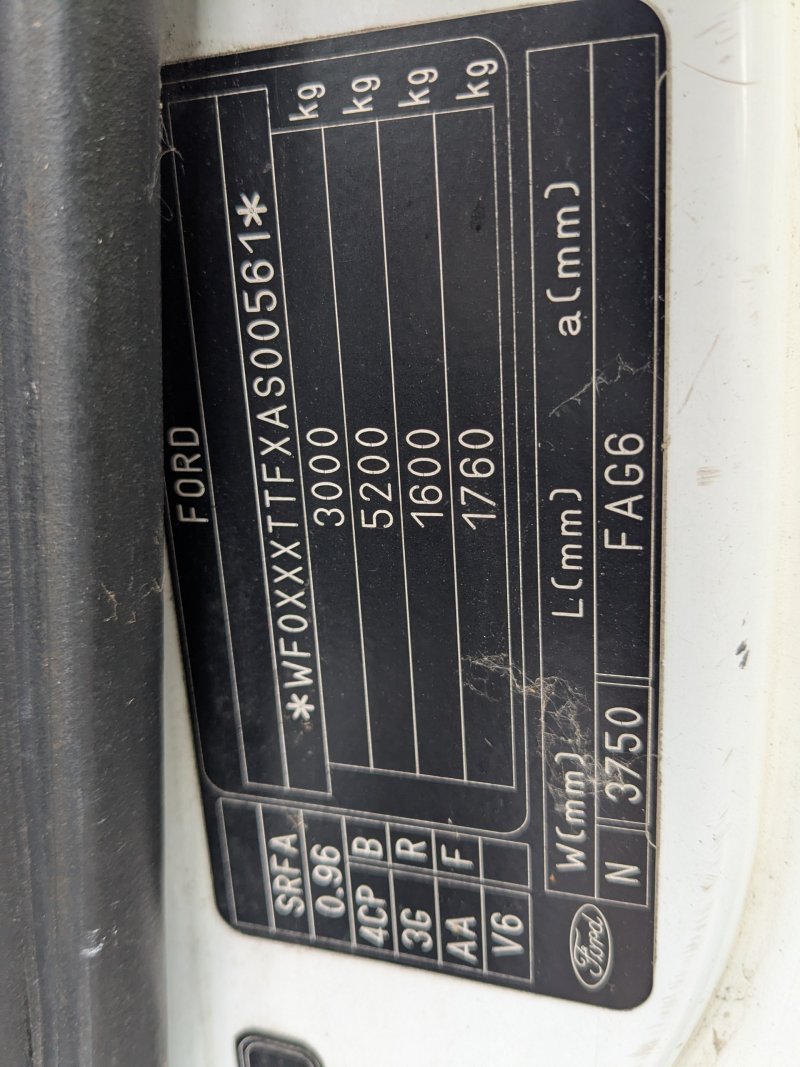 FORD
*WF0XXXTTFXAS00561*
3000 kg
5200 kg
1600 kg
1760 kg
SRFA
0.96
4CP B
3G R
AA F
V6
W(mm) L(mm) a(mm)
N 3750 FAG6
Ford